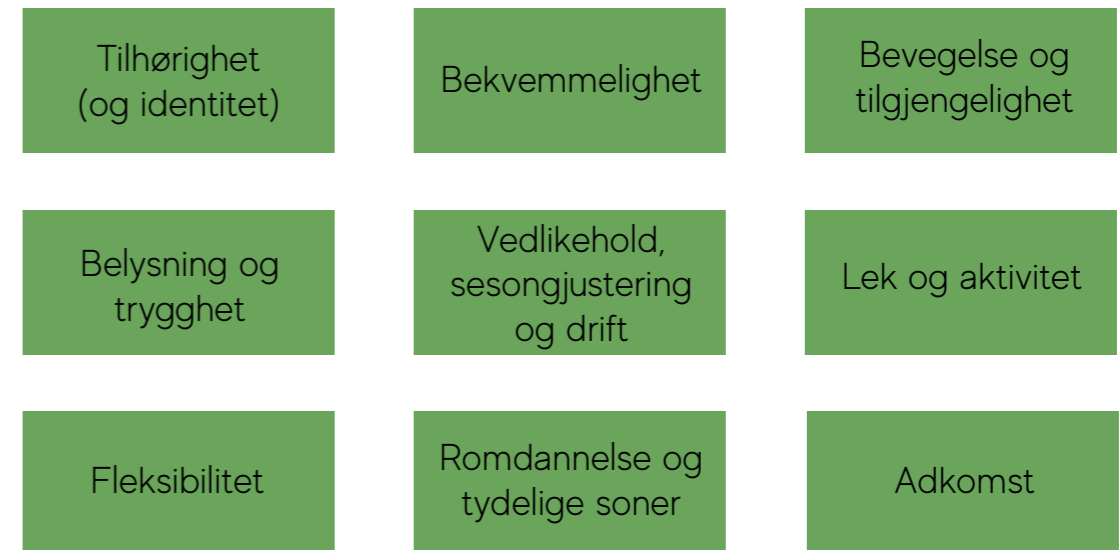 Tilhørighet
(og identitet)
Bekvemmelighet
Bevegelse og
tilgjengelighet
Belysning og
trygghet
Vedlikehold,
sesongjustering
og drift
Lek og aktivitet
Fleksibilitet
Romdannelse og
tydelige soner
Adkomst